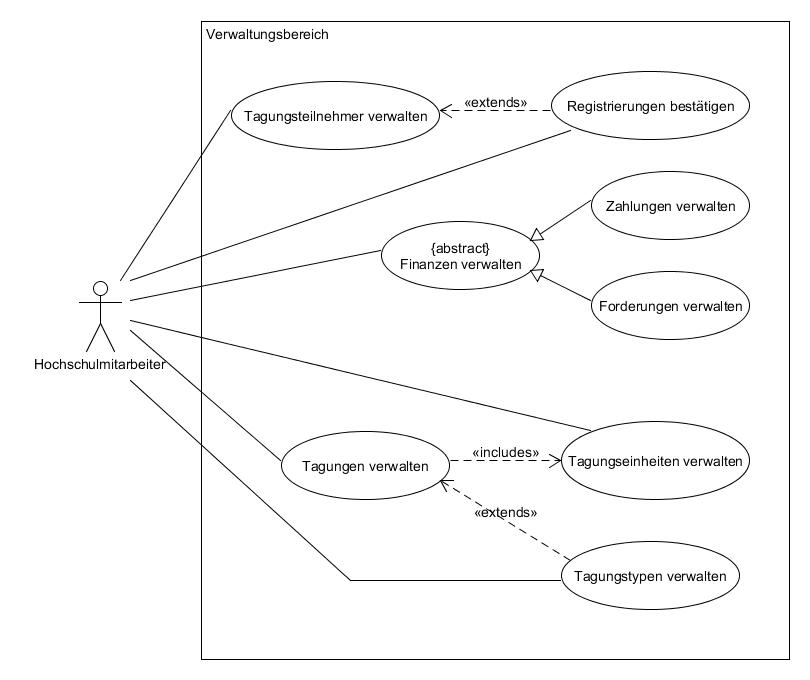 Verwaltungsbereich
Tagungsteilnehmer verwalten
«extends»
Registrierungen bestätigen
Zahlungen verwalten
{abstract}
Finanzen verwalten
Forderungen verwalten
Hochschulmitarbeiter
Tagungen verwalten
«includes»
Tagungseinheiten verwalten
«extends»
Tagungstypen verwalten